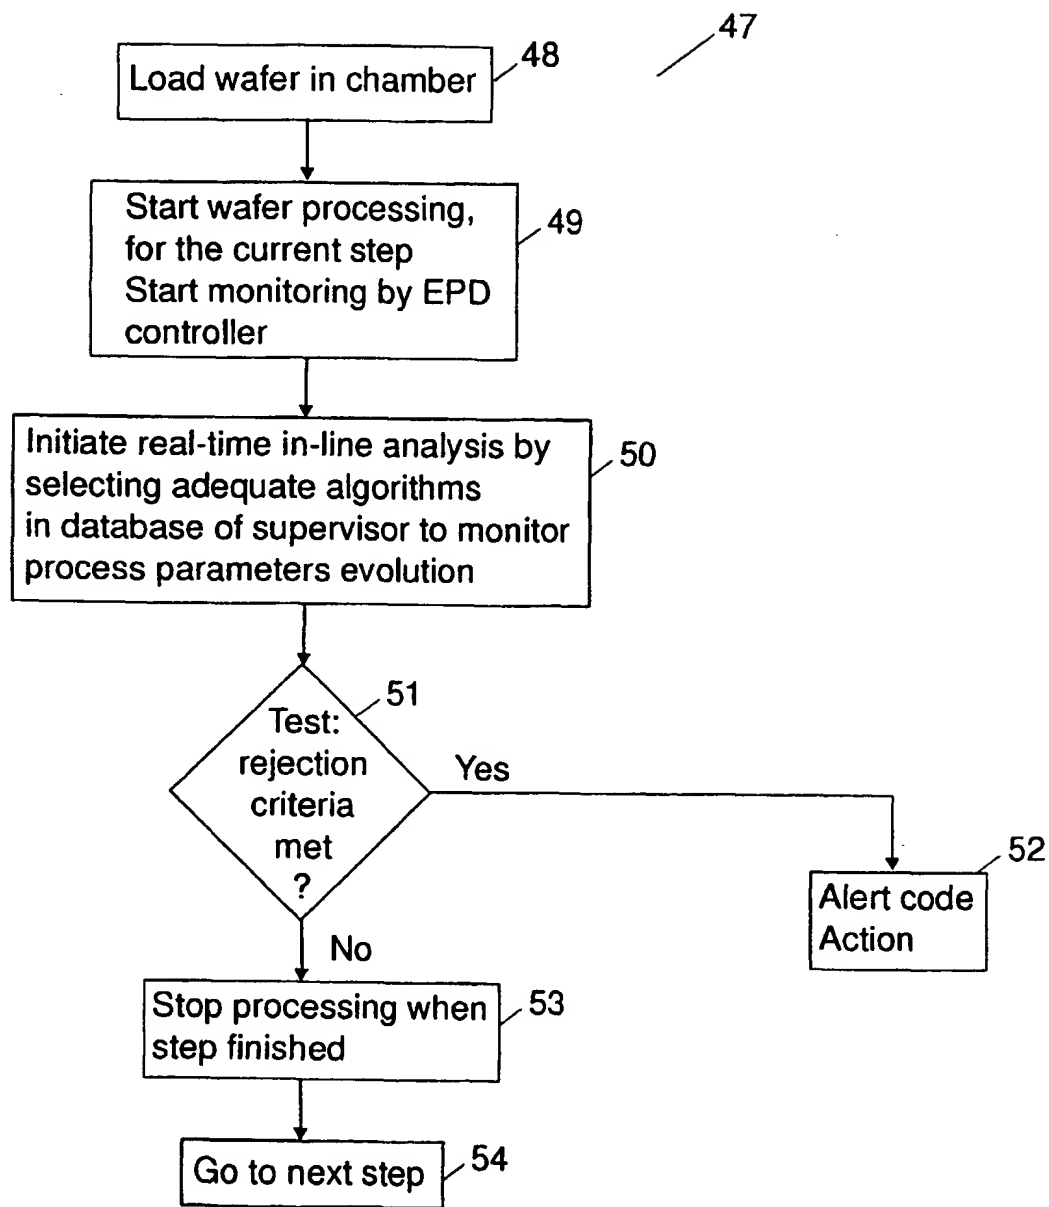 47
48
Load wafer in chamber
49
Start wafer processing,
for the current step
Start monitoring by EPD
controller
50
Initiate real-time in-line analysis by
selecting adequate algorithms
in database of supervisor to monitor
process parameters evolution
51
Test:
rejection
criteria
met
?
Yes
52
Alert code
Action
No
53
Stop processing when
step finished
54
Go to next step